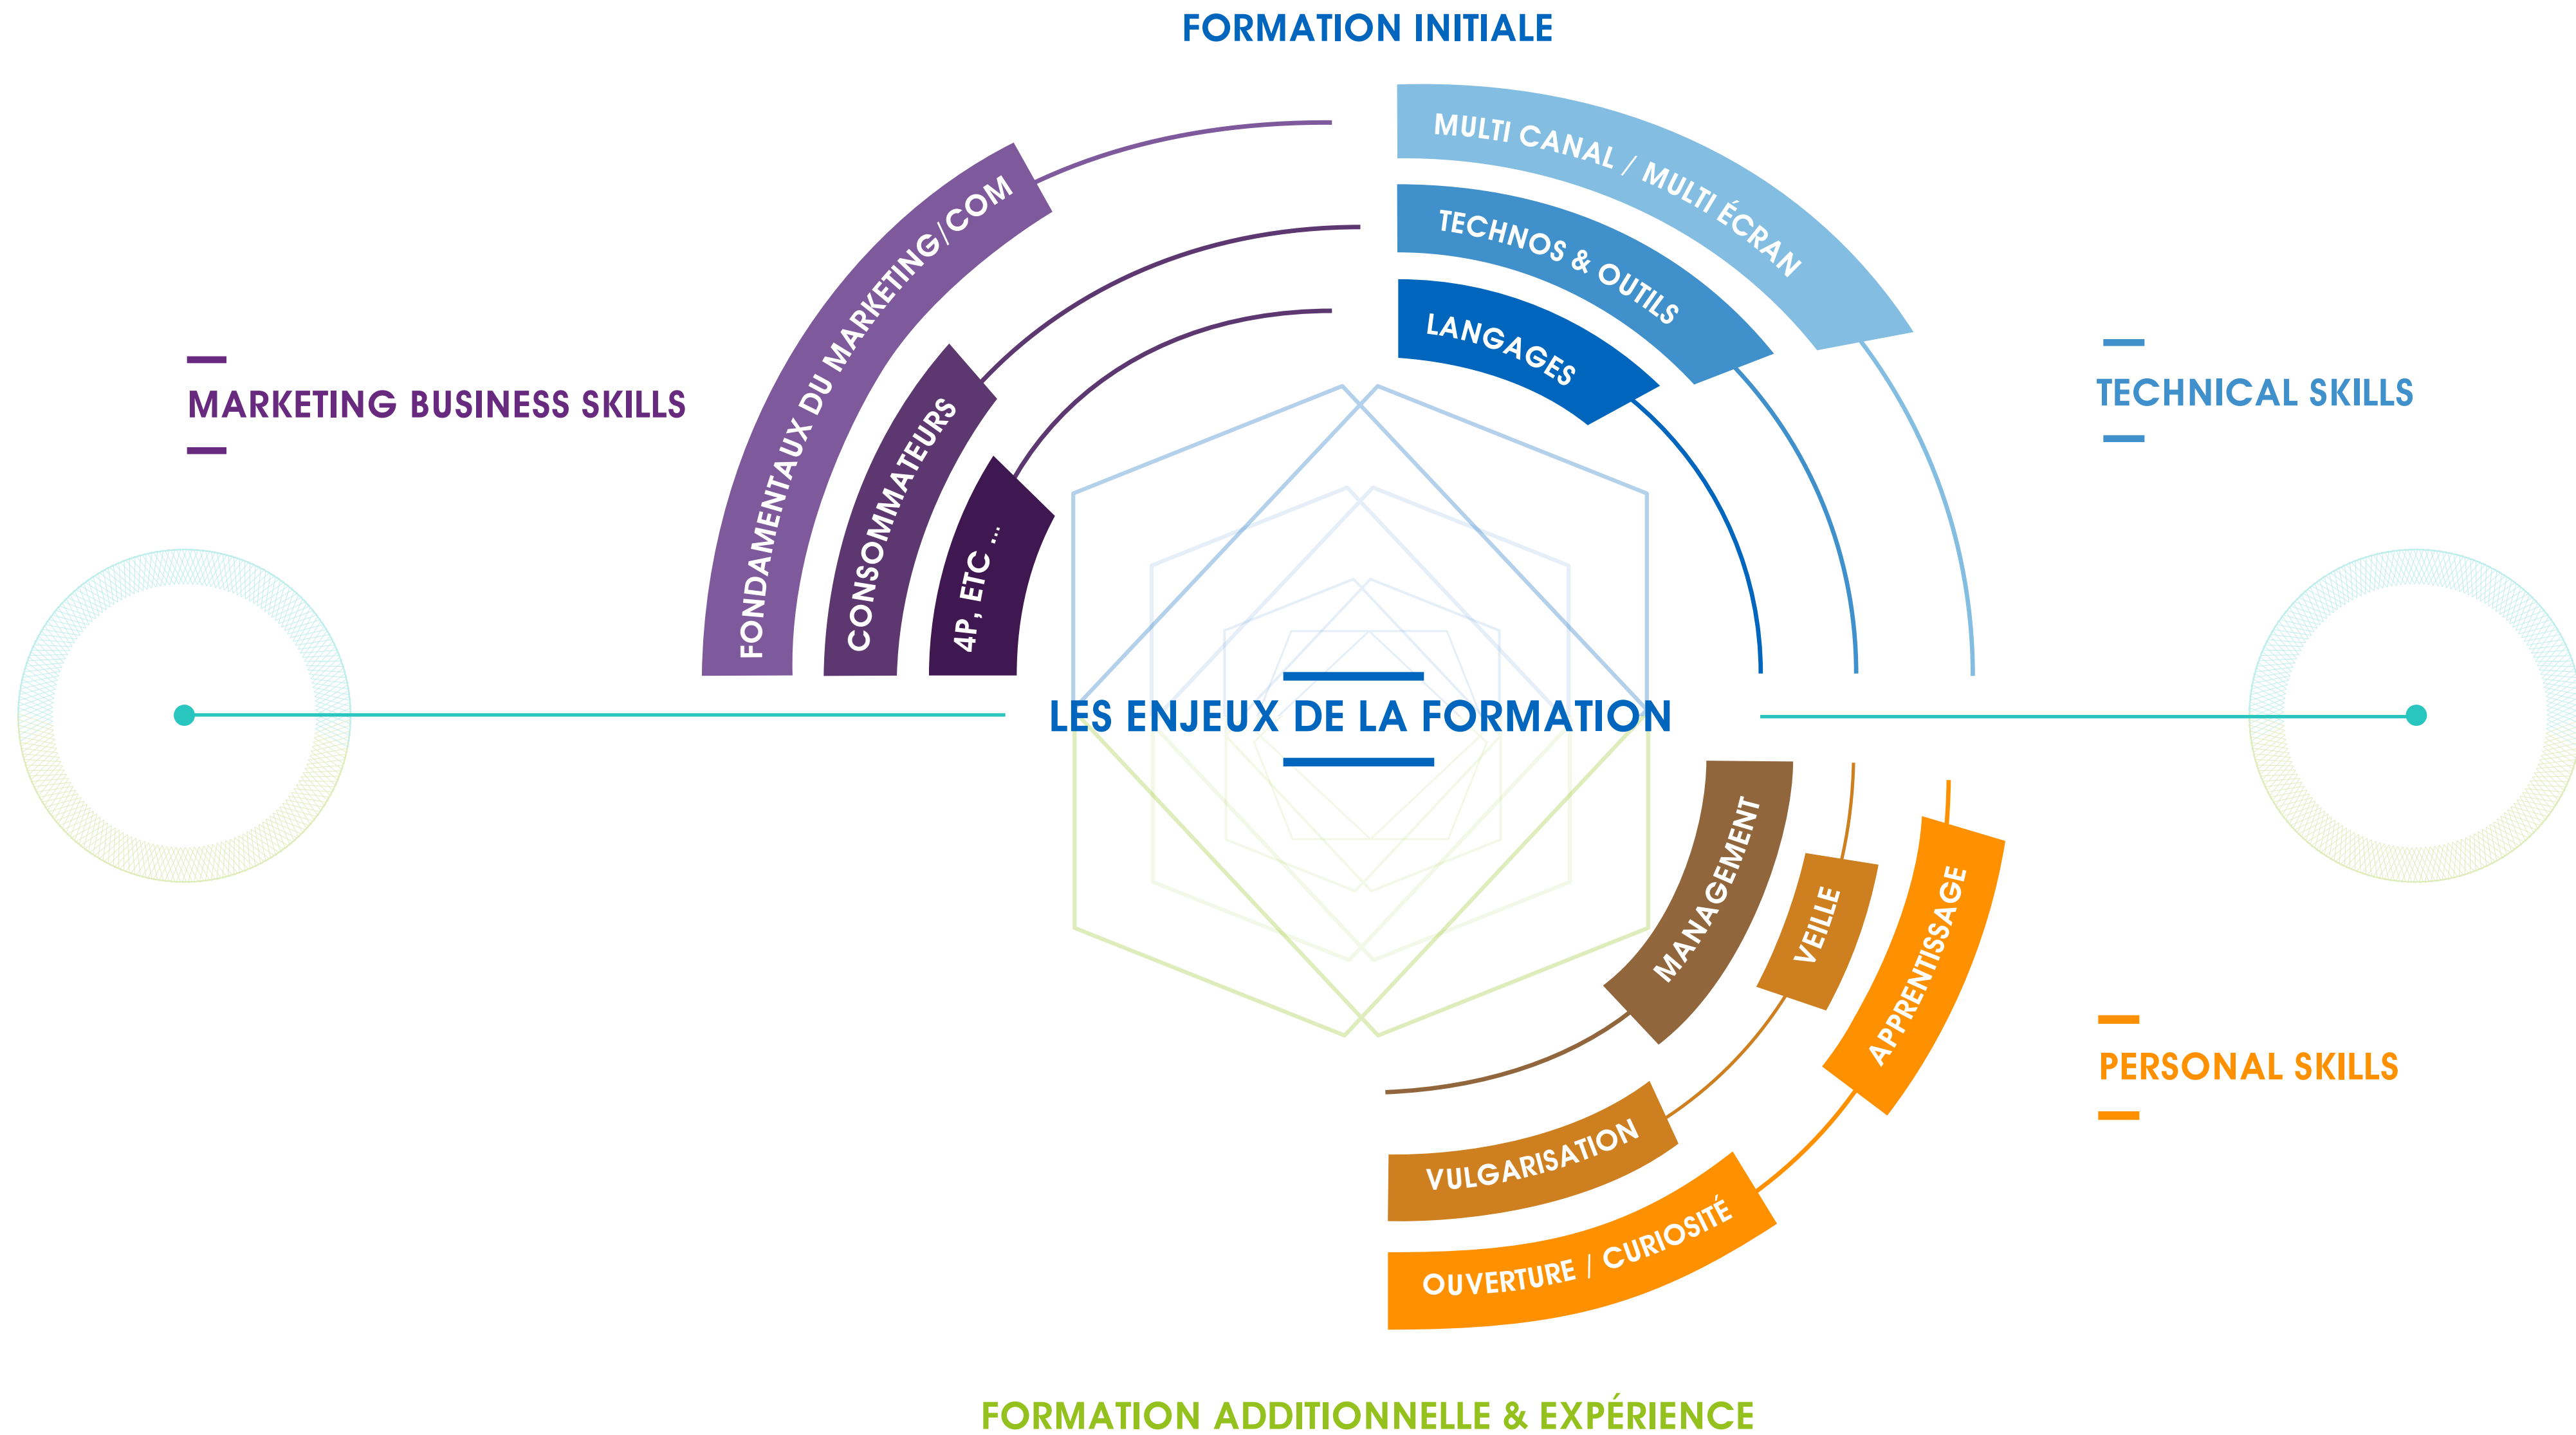 FORMATION INITIALE
MULTI CANAL / MULTI ÉCRAN
TECHNOS & OUTILS
LANGAGES
FONDAMENTAUX DU MARKETING/COM
CONSOMMATEURS
4P, ETC ...
MARKETING BUSINESS SKILLS
TECHNICAL SKILLS
LES ENJEUX DE LA FORMATION
MANAGEMENT
VEILLE
APPRENTISSAGE
PERSONAL SKILLS
VULGARISATION
OUVERTURE / CURIOSITÉ
FORMATION ADDITIONNELLE & EXPÉRIENCE